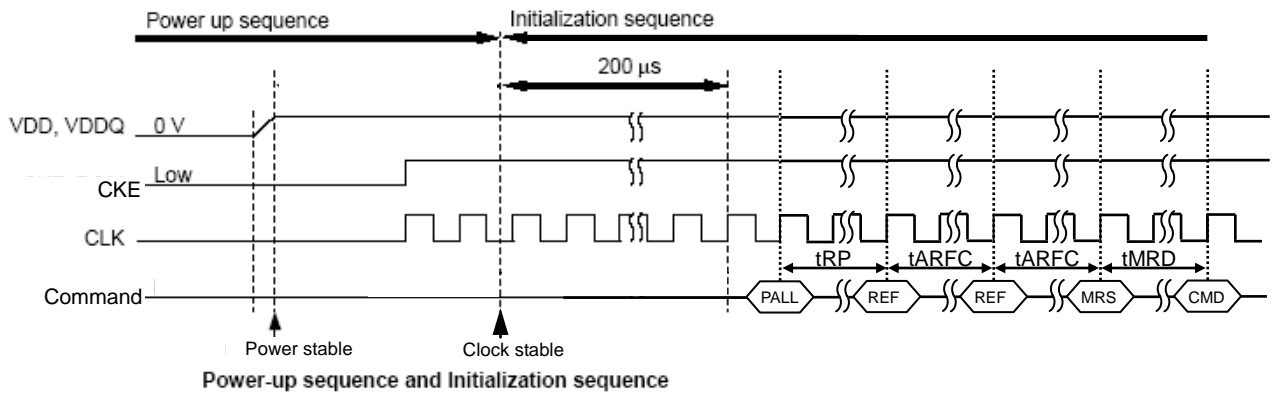 Power up sequence
Initialization sequence
200 μs
VDD, VDDQ 0 V
CKE Low
CLK
tRP tARFC tARFC tMRD
Command PALL REF REF MRS CMD
Power stable
Clock stable
Power-up sequence and Initialization sequence